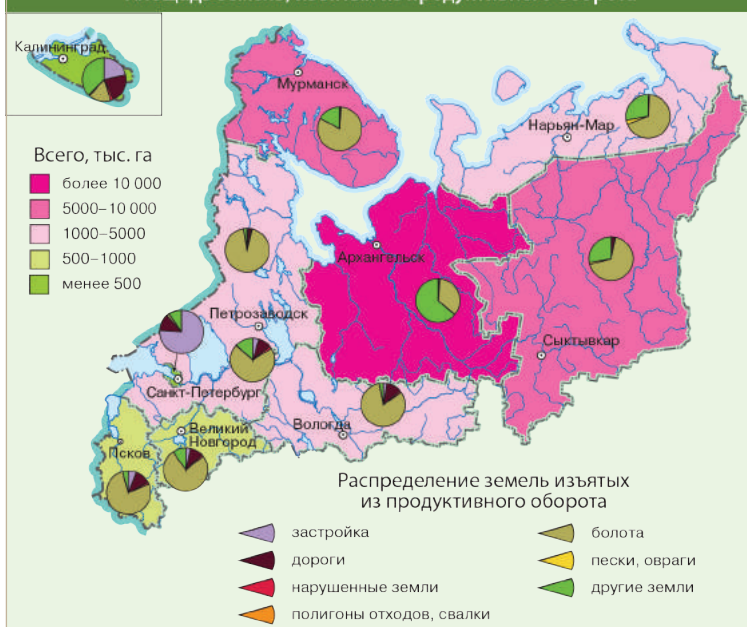 Калининград.
Мурманск
Нарьян-Мар
Всего, тыс. га
более 10 000
5000–10 000
1000–5000
500–1000
менее 500
Архангельск
Петрозаводск
Сыктывкар
Санкт-Петербург
Великий
Новгород
Вологда
Псков
Распределение земель изъятых
из продуктивного оборота
застройка
дороги
нарушенные земли
полигоны отходов, свалки
болота
пески, овраги
другие земли